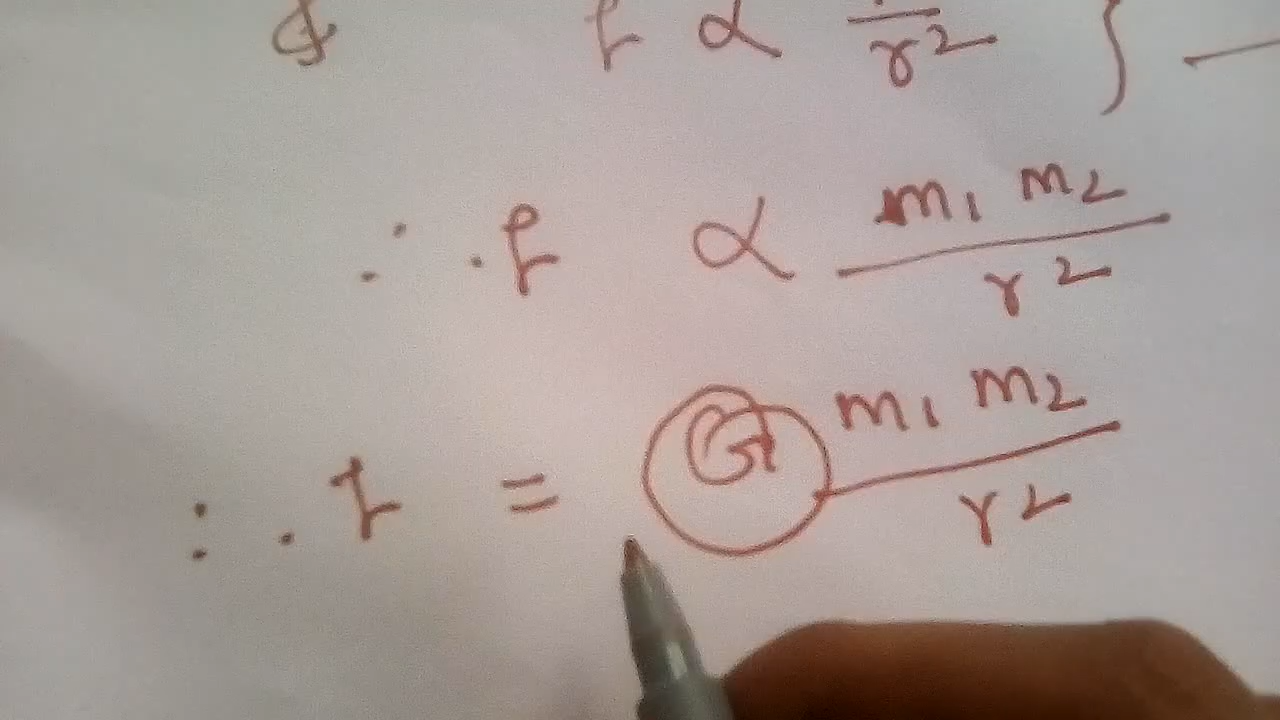 & f α 1/r² }
∴ f α m₁ m₂ / r²
∴ f = G m₁ m₂ / r²